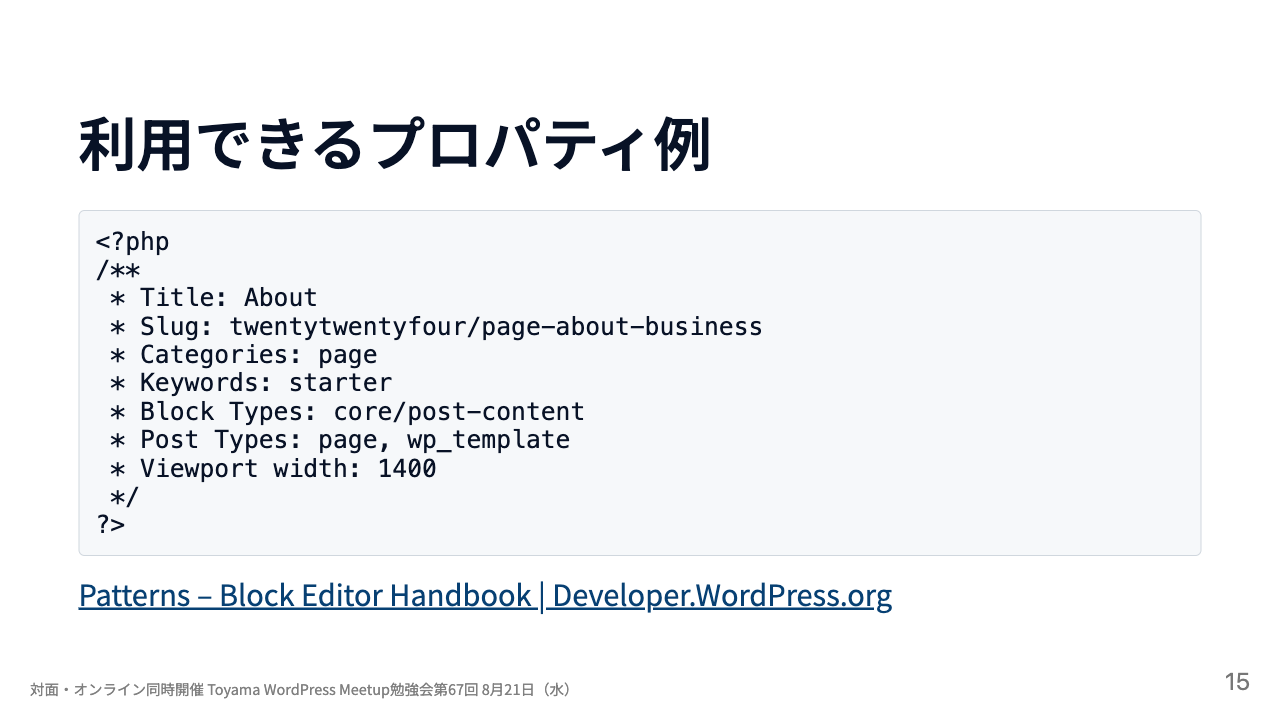 利用できるプロパティ例
<?php
/**
 * Title: About
 * Slug: twentytwentyfour/page-about-business
 * Categories: page
 * Keywords: starter
 * Block Types: core/post-content
 * Post Types: page, wp_template
 * Viewport width: 1400
 */
?>
Patterns – Block Editor Handbook | Developer.WordPress.org
対面・オンライン同時開催 Toyama WordPress Meetup勉強会第67回 8月21日（水）
15